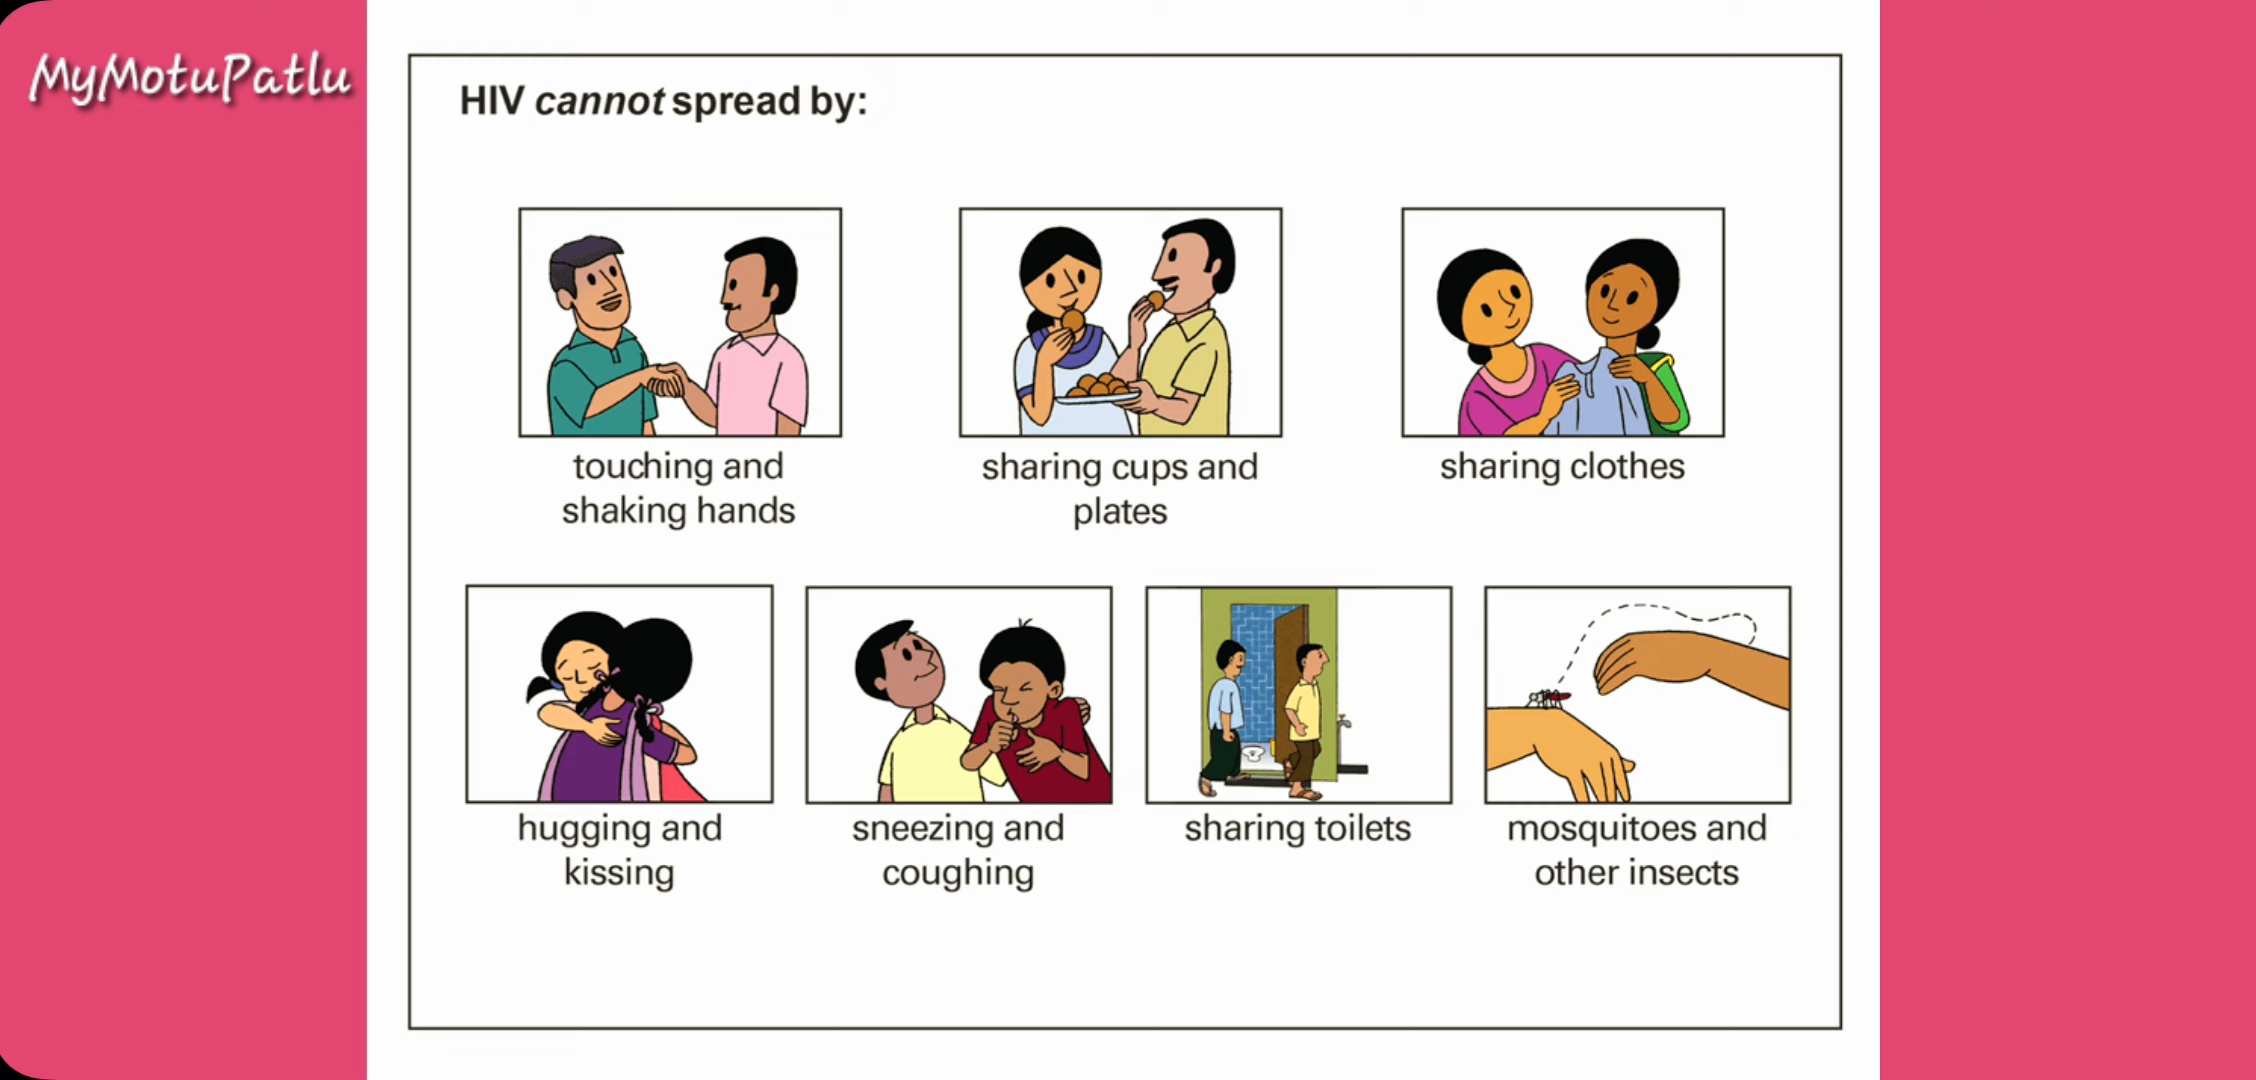 MyMotuPatlu
HIV cannot spread by:
touching and
shaking hands
sharing cups and
plates
sharing clothes
hugging and
kissing
sneezing and
coughing
sharing toilets
mosquitoes and
other insects